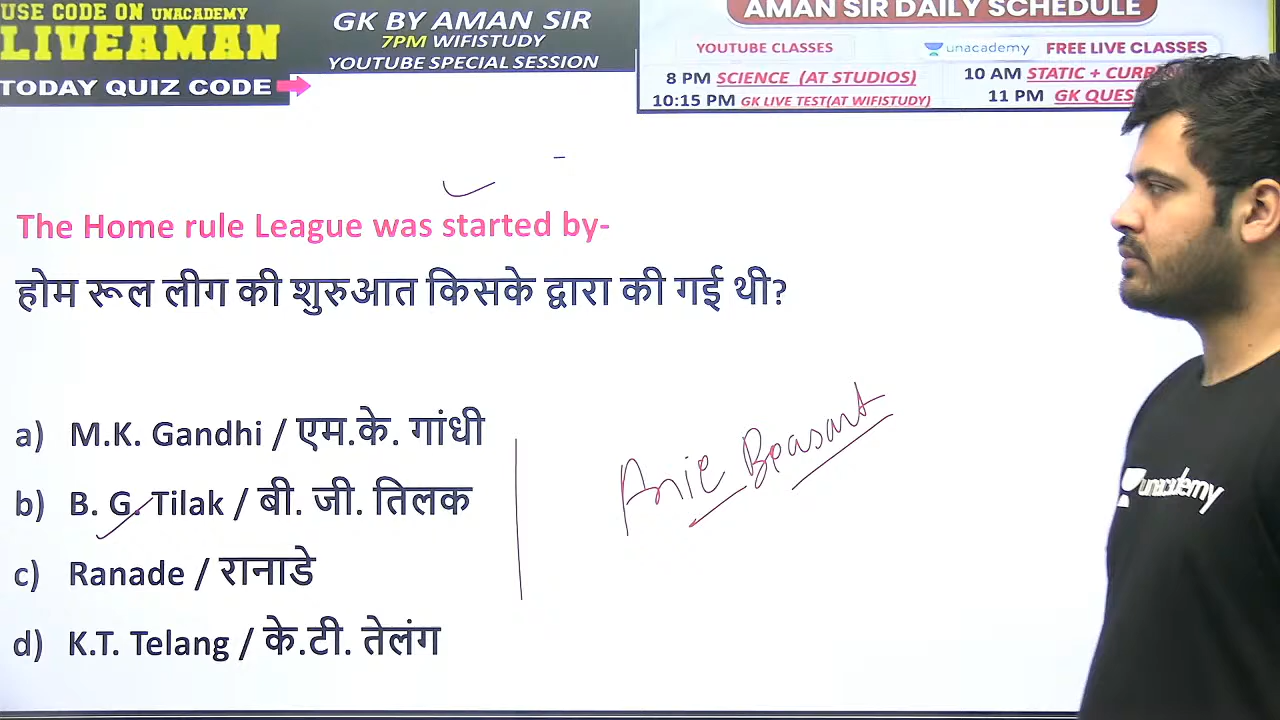 USE CODE ON UNACADEMY
LIVEAMAN
TODAY QUIZ CODE
GK BY AMAN SIR
7PM WIFISTUDY
YOUTUBE SPECIAL SESSION
AMAN SIR DAILY SCHEDULE
YOUTUBE CLASSES
unacademy FREE LIVE CLASSES
8 PM SCIENCE (AT STUDIOS)
10:15 PM GK LIVE TEST(AT WIFISTUDY)
10 AM STATIC +
11 PM GK
The Home rule League was started by-
होम रूल लीग की शुरुआत किसके द्वारा की गई थी?
a) M.K. Gandhi / एम.के. गांधी
b) B. G. Tilak / बी. जी. तिलक
c) Ranade / रानाडे
d) K.T. Telang / के.टी. तेलंग
Anie Beasant
unacademy